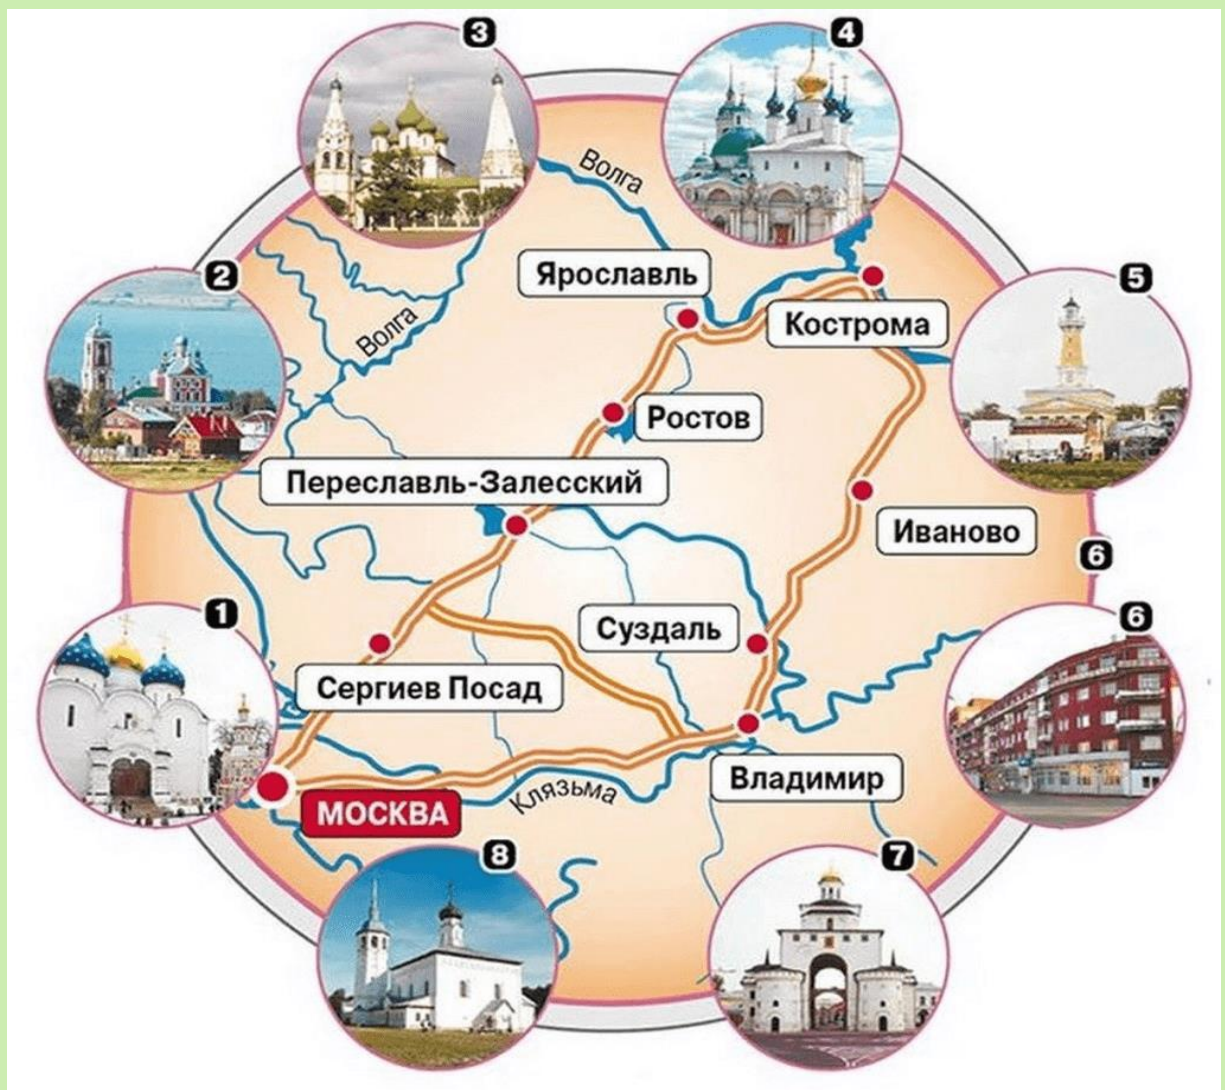 3
4
Волга
2
Ярославль
5
Волга
Кострома
Ростов
Переславль-Залесский
Иваново
6
1
Суздаль
6
Сергиев Посад
Владимир
Клязьма
МОСКВА
8
7